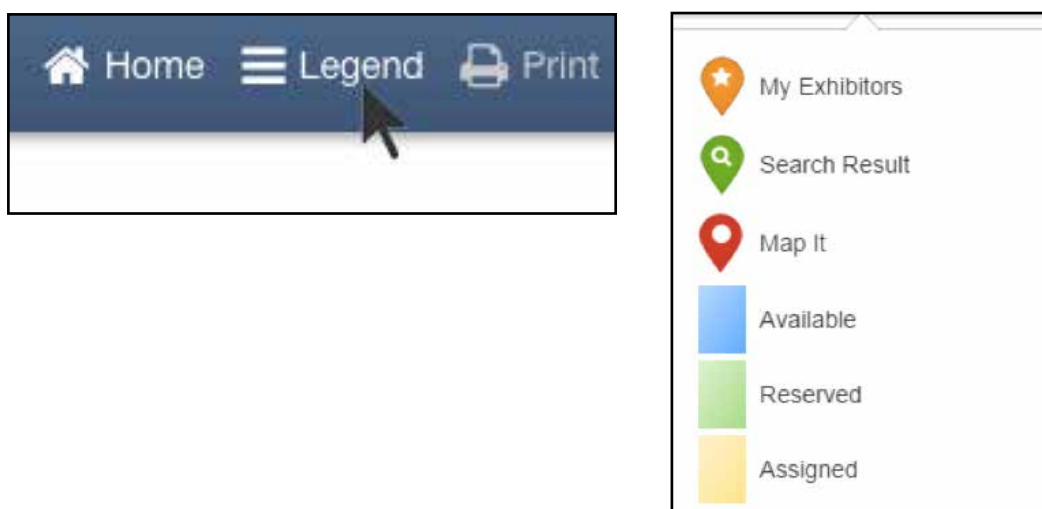 Home Legend Print
My Exhibitors
Search Result
Map It
Available
Reserved
Assigned